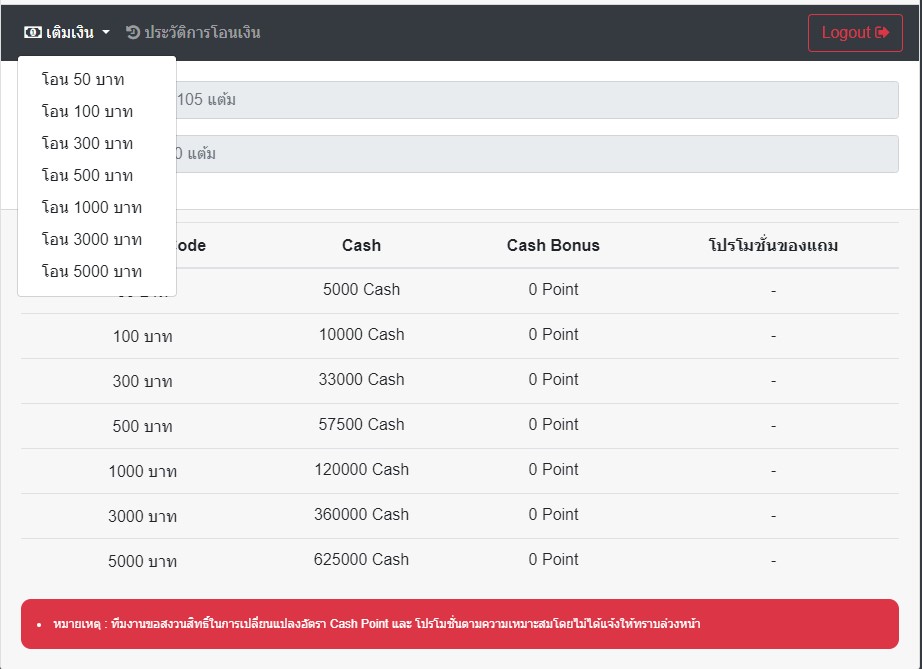 เติมเงิน ประวัติการโอนเงิน Logout
โอน 50 บาท
โอน 100 บาท
โอน 300 บาท
โอน 500 บาท
โอน 1000 บาท
โอน 3000 บาท
โอน 5000 บาท
105 แต้ม
0 แต้ม
ode Cash Cash Bonus โปรโมชั่นของแถม
5000 Cash 0 Point -
100 บาท 10000 Cash 0 Point -
300 บาท 33000 Cash 0 Point -
500 บาท 57500 Cash 0 Point -
1000 บาท 120000 Cash 0 Point -
3000 บาท 360000 Cash 0 Point -
5000 บาท 625000 Cash 0 Point -
• หมายเหตุ : ทีมงานขอสงวนสิทธิ์ในการเปลี่ยนแปลงอัตรา Cash Point และ โปรโมชั่นตามความเหมาะสมโดยไม่ได้แจ้งให้ทราบล่วงหน้า